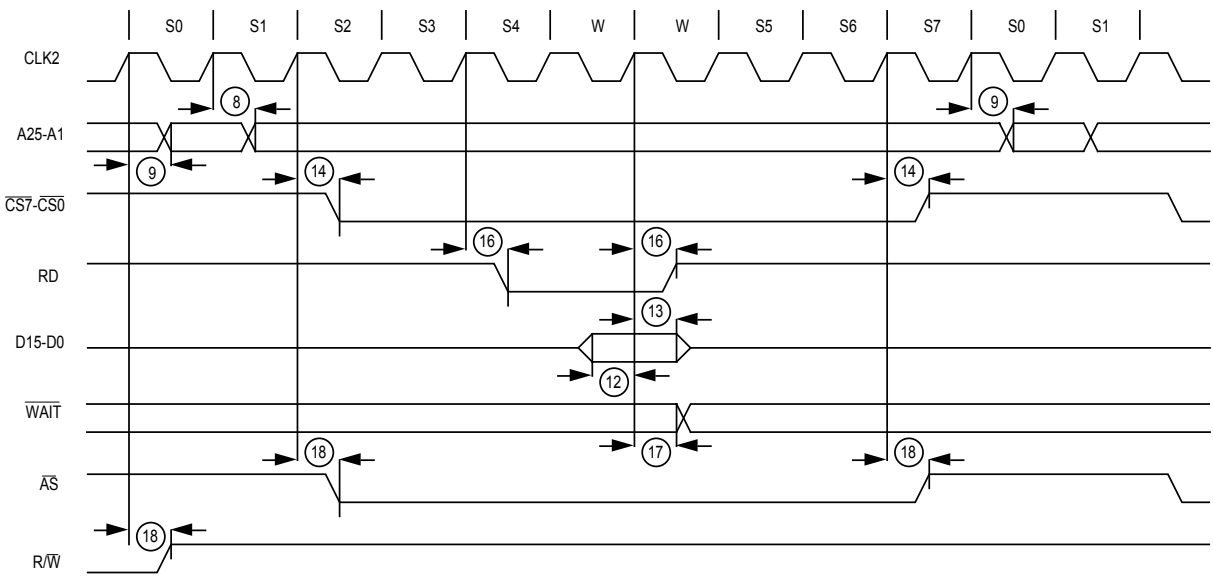 S0 S1 S2 S3 S4 W W S5 S6 S7 S0 S1
CLK2
8 9
A25-A1
9
14 14
CS7-CS0
16 16
RD
13
D15-D0
12
WAIT
17
18 18
AS
18
R/W